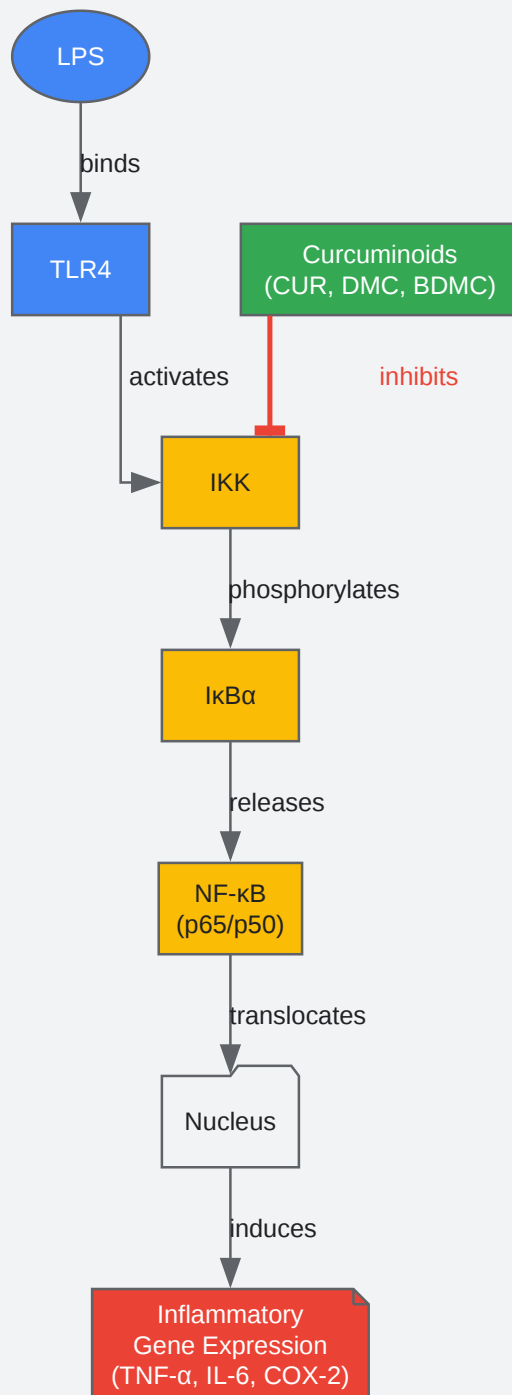 LPS
binds
TLR4
Curcuminoids
(CUR, DMC, BDMC)
activates
inhibits
IKK
phosphorylates
IκBα
releases
NF-κB
(p65/p50)
translocates
Nucleus
induces
Inflammatory
Gene Expression
(TNF-α, IL-6, COX-2)